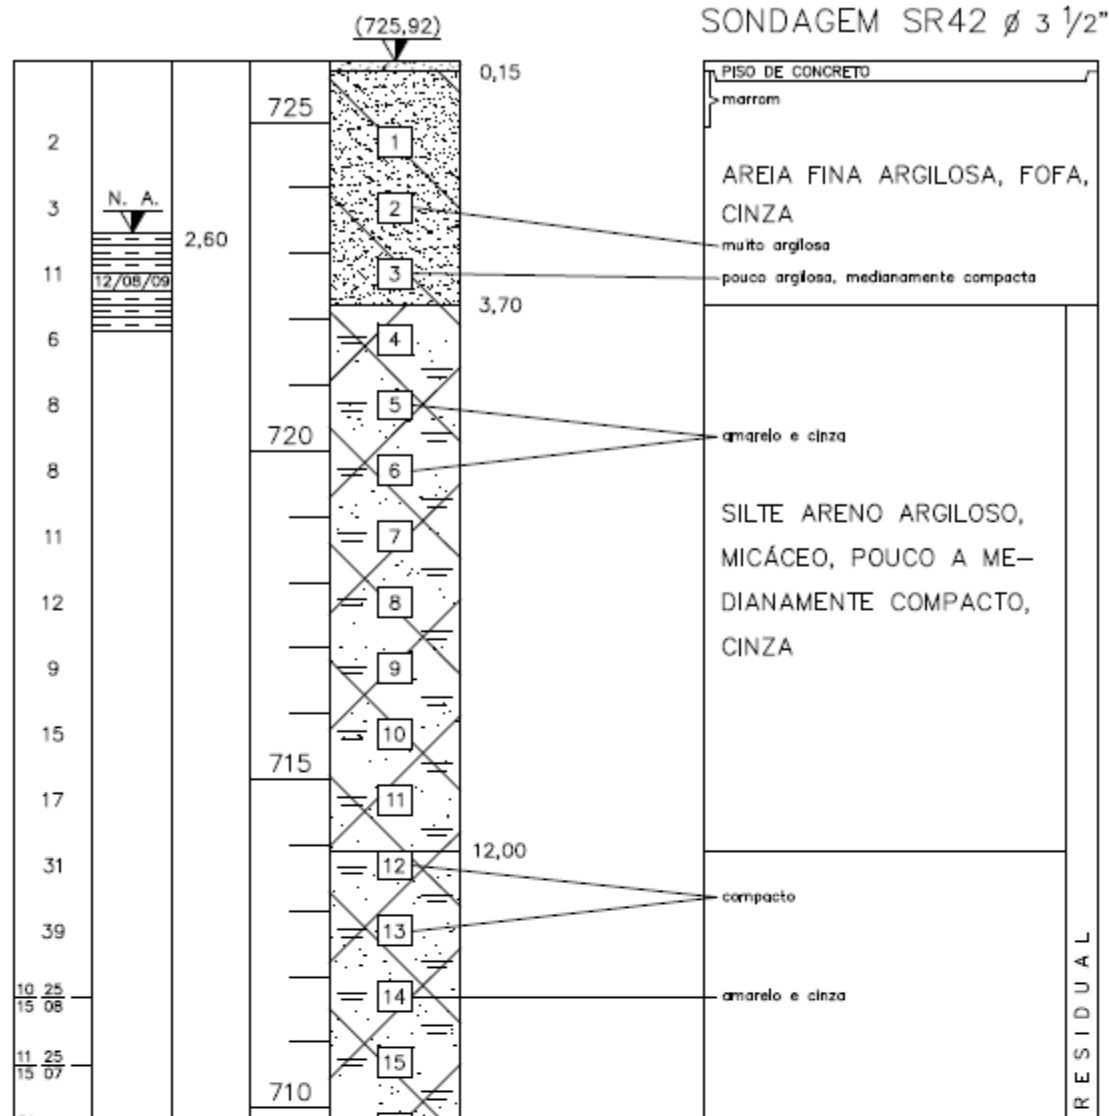 SONDAGEM SR42 ø 3 1/2"
(725,92)
0,15
PISO DE CONCRETO
marrom
725
2
1
AREIA FINA ARGILOSA, FOFA,
CINZA
3
N. A.
2
2,60
muito argilosa
11
12/08/09
3
pouco argilosa, medianamente compacta
3,70
6
4
8
5
720
amarelo e cinza
8
6
SILTE ARENO ARGILOSO,
MICÁCEO, POUCO A ME–
DIANAMENTE COMPACTO,
CINZA
11
7
12
8
9
9
15
10
715
17
11
12,00
31
12
compacto
39
13
10 25
15 08
14
amarelo e cinza
11 25
15 07
15
710
RESIDUAL